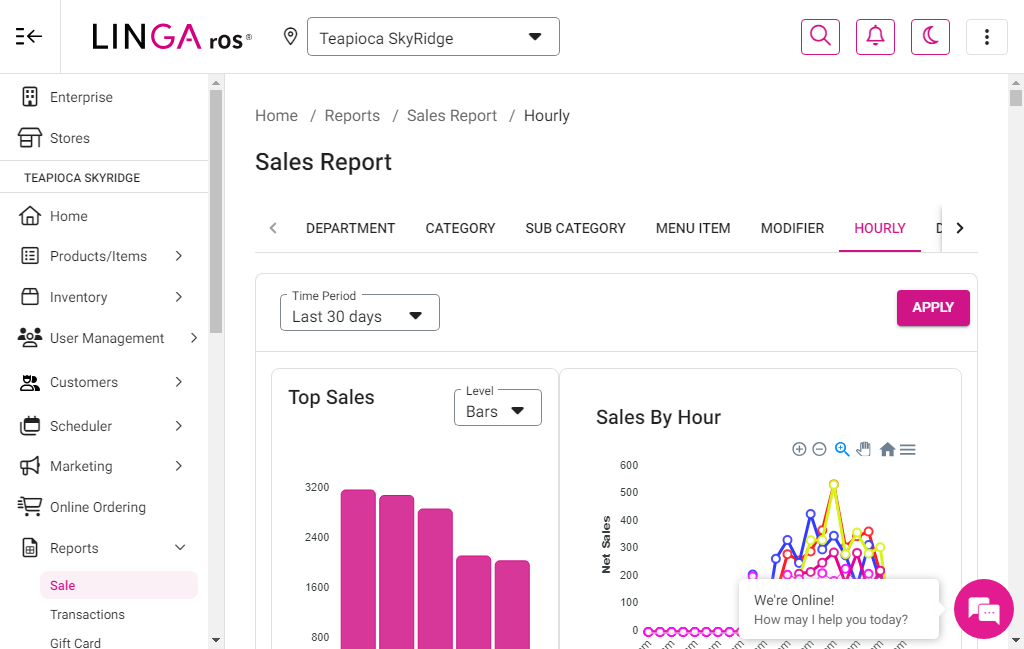 LINGA ros®
Teapioca SkyRidge
Enterprise
Stores
TEAPIOCA SKYRIDGE
Home
Products/Items
Inventory
User Management
Customers
Scheduler
Marketing
Online Ordering
Reports
Sale
Transactions
Gift Card
Home / Reports / Sales Report / Hourly
Sales Report
DEPARTMENT CATEGORY SUB CATEGORY MENU ITEM MODIFIER HOURLY
Time Period
Last 30 days
APPLY
Top Sales
Level
Bars
3200
2400
1600
800
Sales By Hour
600
500
400
300
200
100
0
Net Sales
We're Online!
How may I help you today?